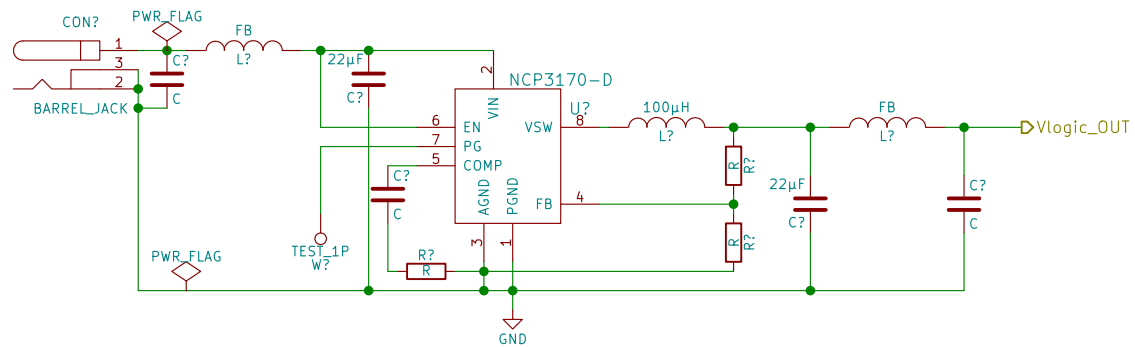 CON?
PWR_FLAG
FB
L?
1
3
2
BARREL_JACK
C?
C
22µF
C?
2
NCP3170-D
U?
VIN
6
EN
7
PG
5
COMP
VSW
8
FB
4
AGND
PGND
3
1
100µH
L?
FB
L?
Vlogic_OUT
R
R?
R
R?
22µF
C?
C?
C
C?
C
TEST_1P
W?
R?
R
PWR_FLAG
GND